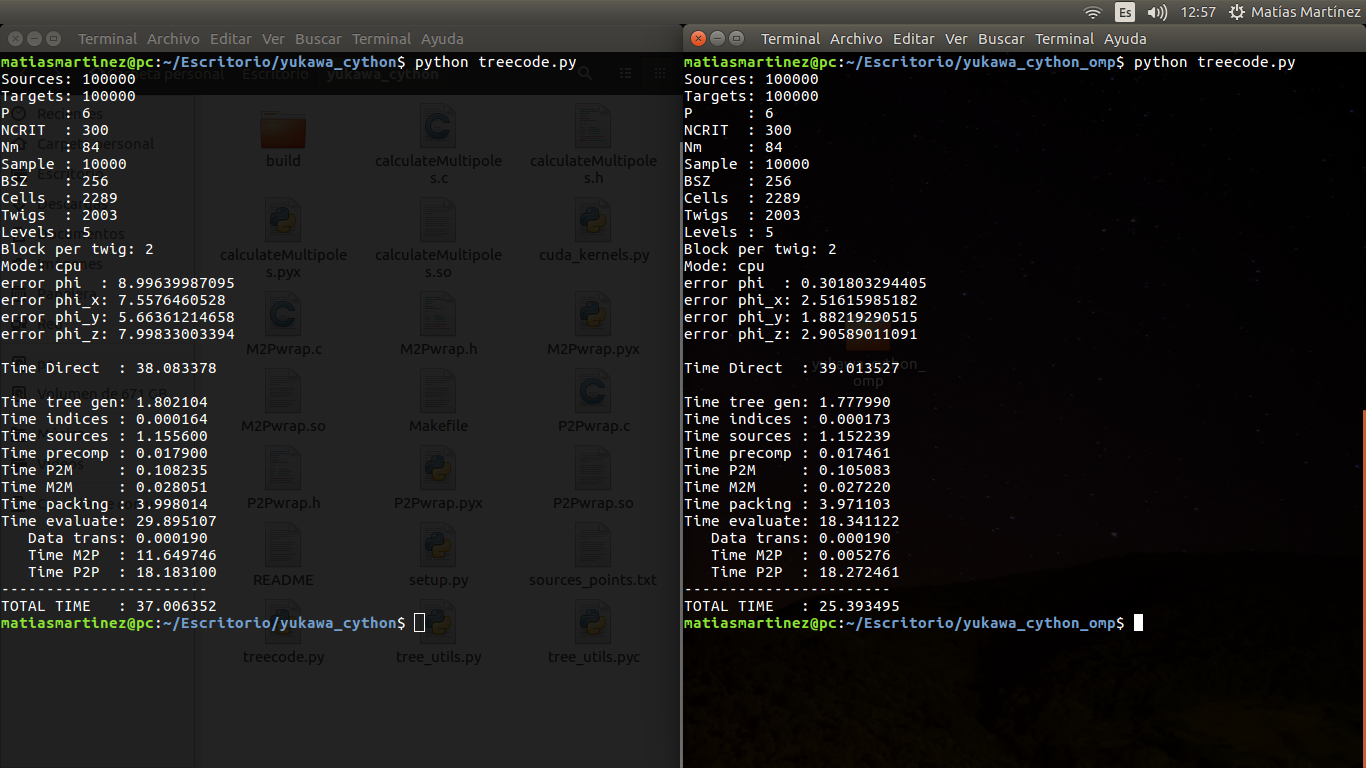 Es 12:57 Matías Martínez
Terminal Archivo Editar Ver Buscar Terminal Ayuda
matiasmartinez@pc:~/Escritorio/yukawa_cython$ python treecode.py
Sources: 100000
Targets: 100000
P      : 6
NCRIT  : 300
Nm     : 84
Sample : 10000
BSZ    : 256
Cells  : 2289
Twigs  : 2003
Levels : 5
Block per twig: 2
Mode: cpu
error phi  : 8.99639987095
error phi_x: 7.5576460528
error phi_y: 5.66361214658
error phi_z: 7.99833003394
Time Direct  : 38.083378
Time tree gen: 1.802104
Time indices : 0.000164
Time sources : 1.155600
Time precomp : 0.017900
Time P2M     : 0.108235
Time M2M     : 0.028051
Time packing : 3.998014
Time evaluate: 29.895107
   Data trans: 0.000190
   Time M2P  : 11.649746
   Time P2P  : 18.183100
-----------------------
TOTAL TIME   : 37.006352
matiasmartinez@pc:~/Escritorio/yukawa_cython$
build
calculateMultipole
s.c
calculateMultipole
s.h
calculateMultipole
s.pyx
calculateMultipole
s.so
cuda_kernels.py
M2Pwrap.c
M2Pwrap.h
M2Pwrap.pyx
M2Pwrap.so
Makefile
P2Pwrap.c
P2Pwrap.h
P2Pwrap.pyx
P2Pwrap.so
README
setup.py
sources_points.txt
treecode.py
tree_utils.py
tree_utils.pyc
Terminal Archivo Editar Ver Buscar Terminal Ayuda
matiasmartinez@pc:~/Escritorio/yukawa_cython_omp$ python treecode.py
Sources: 100000
Targets: 100000
P      : 6
NCRIT  : 300
Nm     : 84
Sample : 10000
BSZ    : 256
Cells  : 2289
Twigs  : 2003
Levels : 5
Block per twig: 2
Mode: cpu
error phi  : 0.301803294405
error phi_x: 2.51615985182
error phi_y: 1.88219290515
error phi_z: 2.90589011091
Time Direct  : 39.013527
Time tree gen: 1.777990
Time indices : 0.000173
Time sources : 1.152239
Time precomp : 0.017461
Time P2M     : 0.105083
Time M2M     : 0.027220
Time packing : 3.971103
Time evaluate: 18.341122
   Data trans: 0.000190
   Time M2P  : 0.005276
   Time P2P  : 18.272461
-----------------------
TOTAL TIME   : 25.393495
matiasmartinez@pc:~/Escritorio/yukawa_cython_omp$